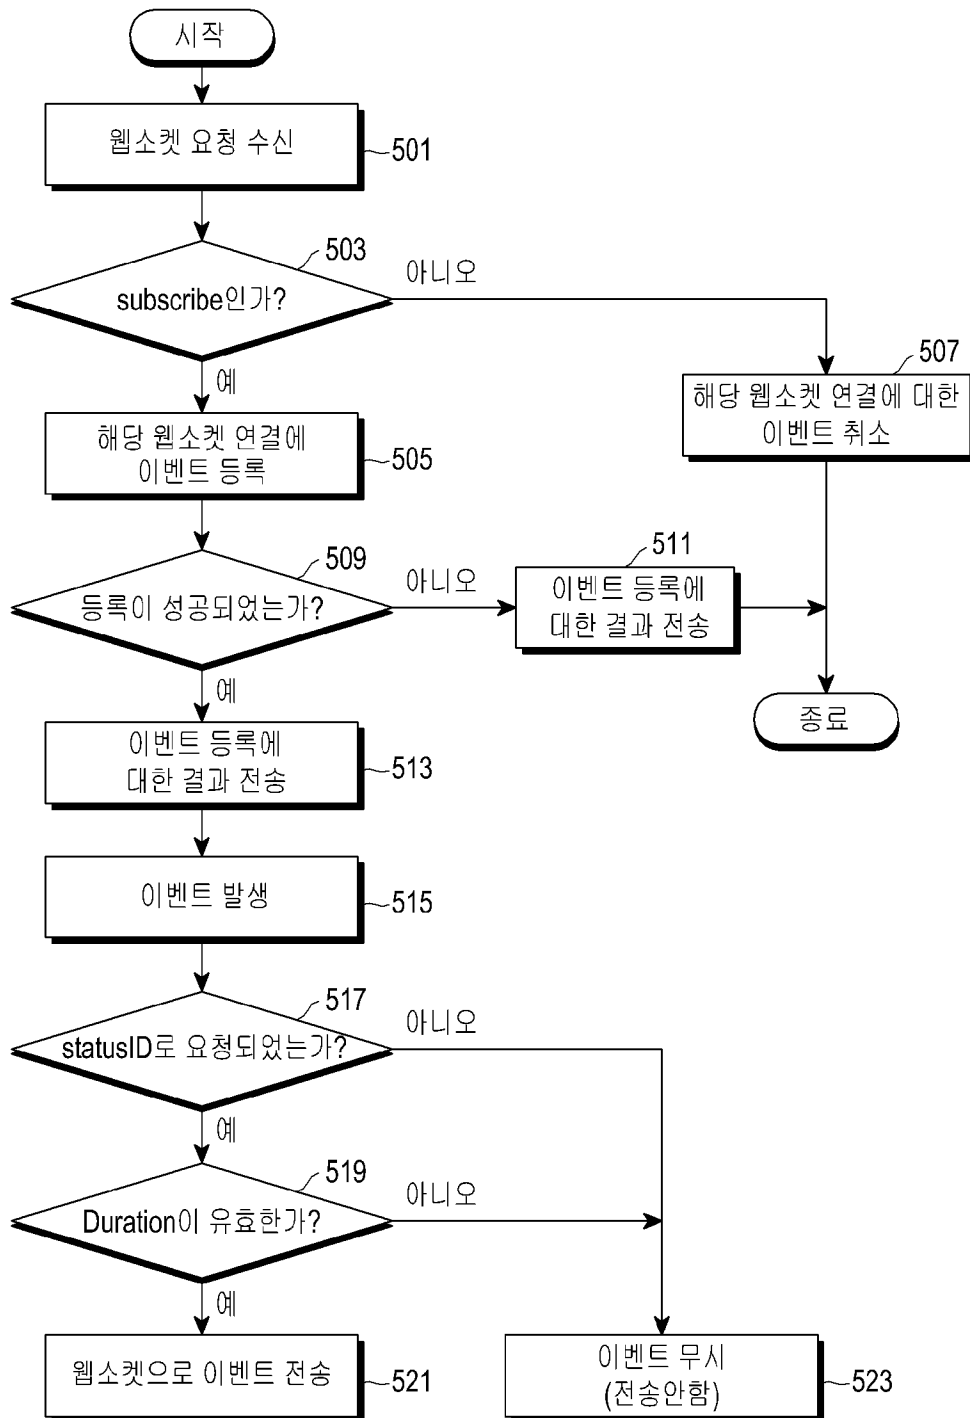 시작
웹소켓 요청 수신
501
503
subscribe인가?
아니오
예
507
해당 웹소켓 연결에 대한
이벤트 취소
해당 웹소켓 연결에
이벤트 등록
505
509
등록이 성공되었는가?
아니오
예
511
이벤트 등록에
대한 결과 전송
종료
이벤트 등록에
대한 결과 전송
513
이벤트 발생
515
517
statusID로 요청되었는가?
아니오
예
519
Duration이 유효한가?
아니오
예
웹소켓으로 이벤트 전송
521
이벤트 무시
(전송안함)
523